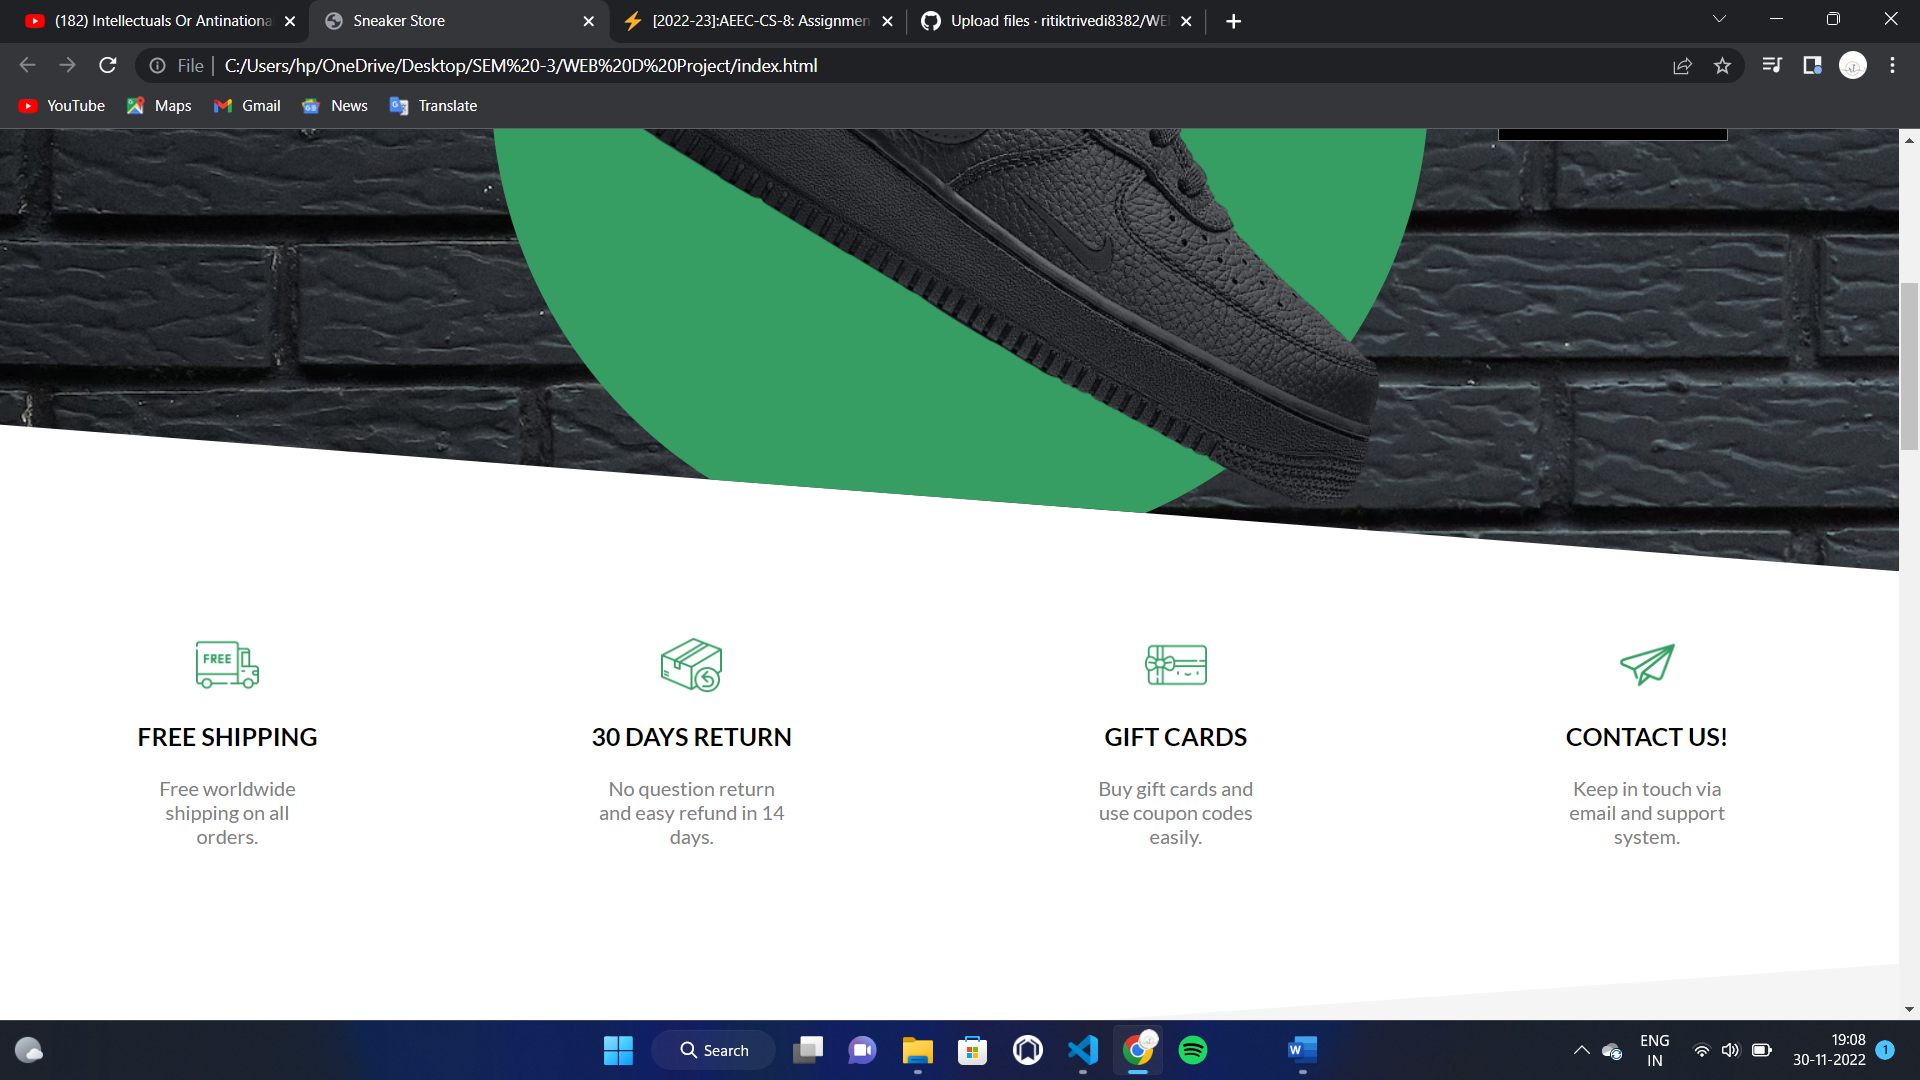 (182) Intellectuals Or Antinationa
Sneaker Store
[2022-23]:AEEC-CS-8: Assignmen
Upload files · ritiktrivedi8382/WE
File
C:/Users/hp/OneDrive/Desktop/SEM%20-3/WEB%20D%20Project/index.html
YouTube
Maps
Gmail
News
Translate
FREE
FREE SHIPPING
Free worldwide
shipping on all
orders.
30 DAYS RETURN
No question return
and easy refund in 14
days.
GIFT CARDS
Buy gift cards and
use coupon codes
easily.
CONTACT US!
Keep in touch via
email and support
system.
Search
ENG
IN
19:08
30-11-2022
1